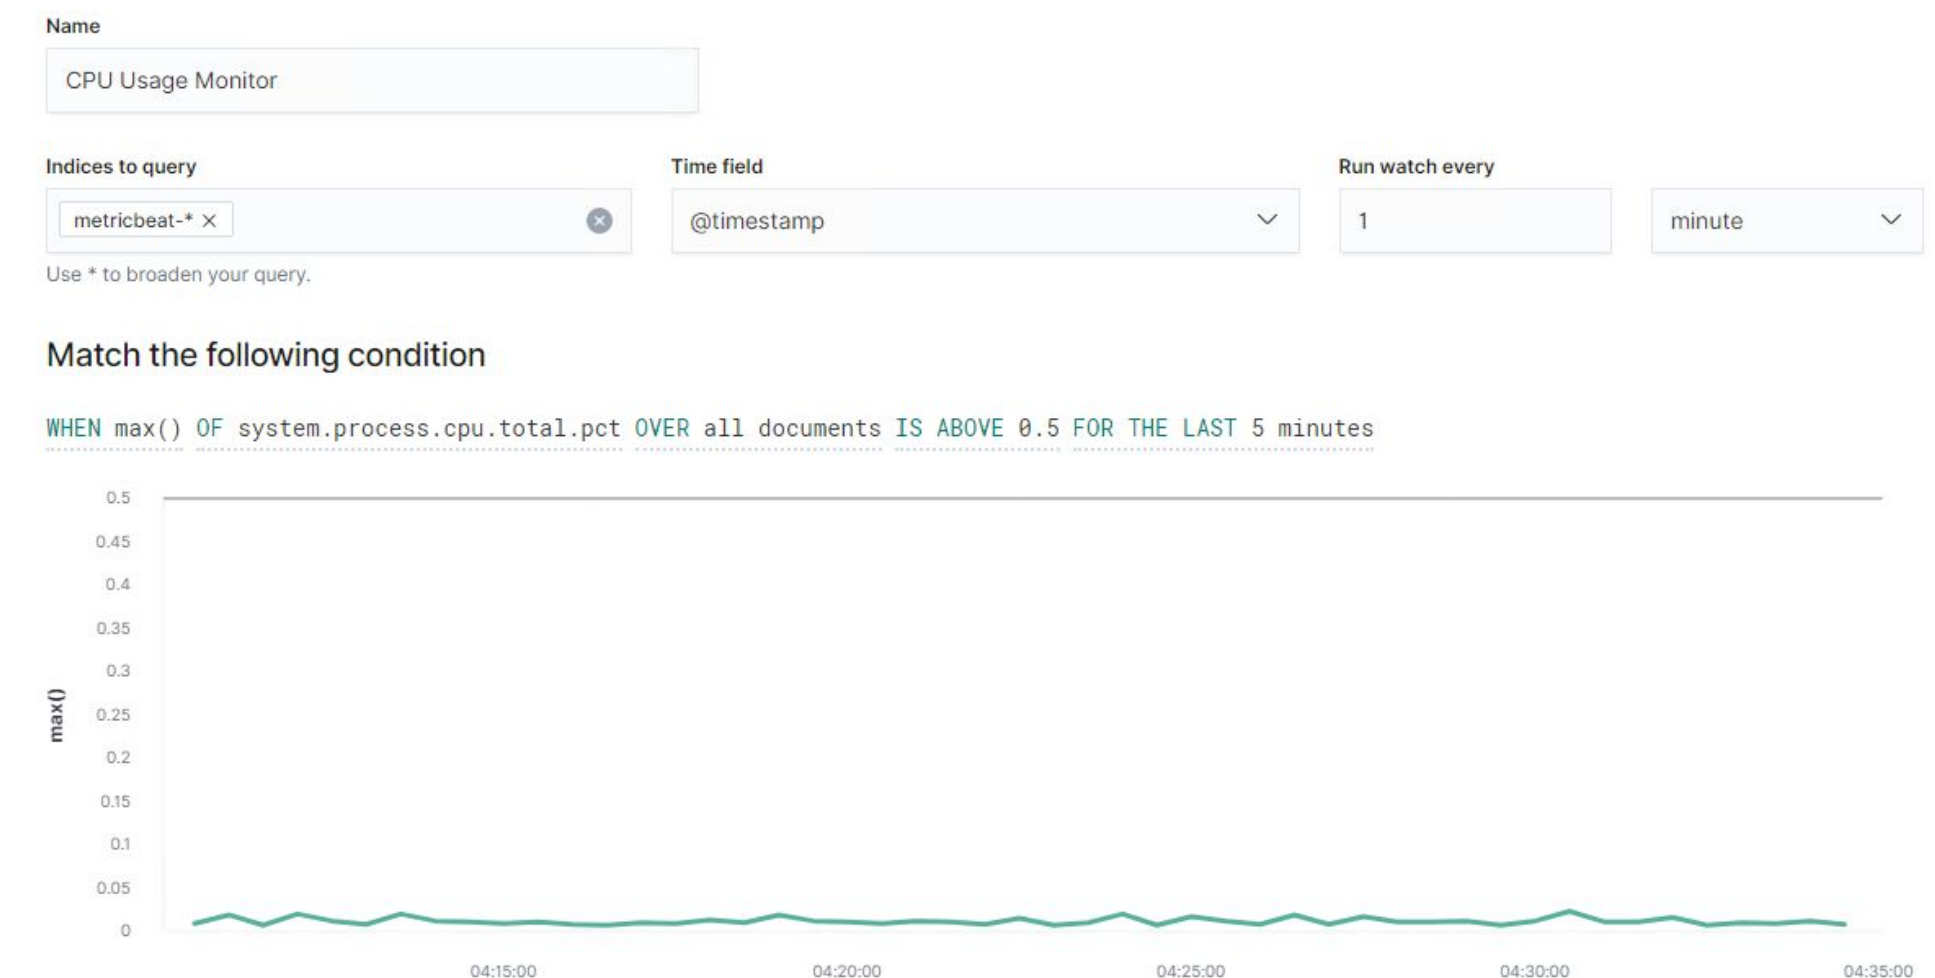 Name
CPU Usage Monitor
Indices to query Time field Run watch every
metricbeat-* @timestamp 1 minute
Use * to broaden your query.
Match the following condition
WHEN max() OF system.process.cpu.total.pct OVER all documents IS ABOVE 0.5 FOR THE LAST 5 minutes
0.5
0.45
0.4
0.35
0.3
0.25
0.2
0.15
0.1
0.05
0
max()
04:15:00 04:20:00 04:25:00 04:30:00 04:35:00